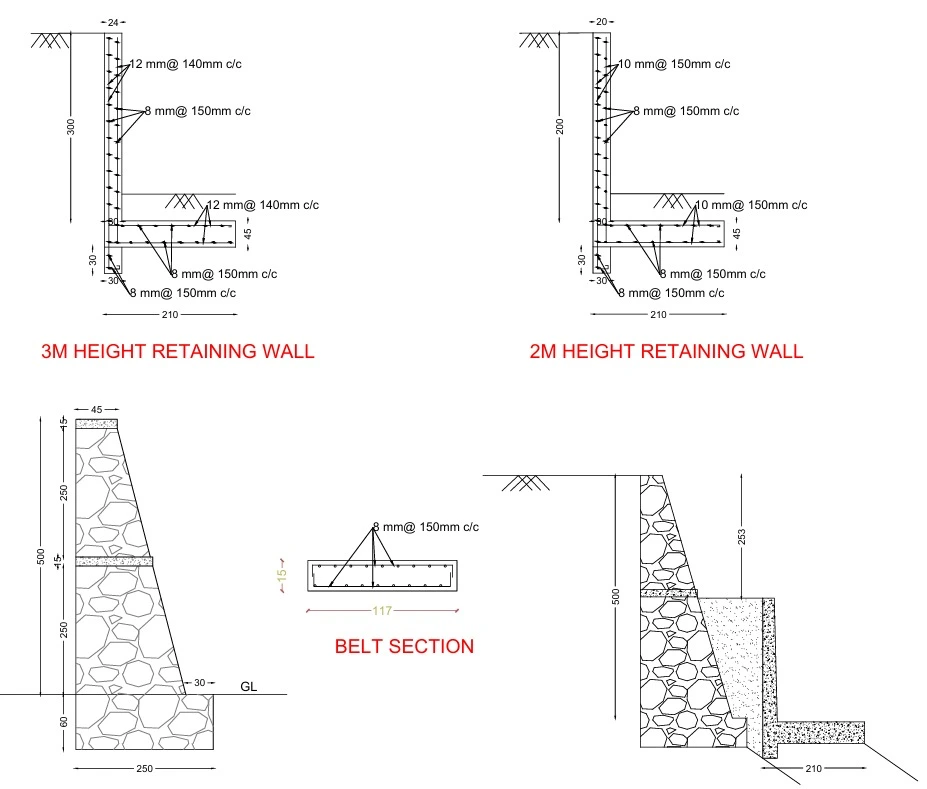 24
12 mm@ 140mm c/c
8 mm@ 150mm c/c
300
12 mm@ 140mm c/c
30
45
30
8 mm@ 150mm c/c
30
8 mm@ 150mm c/c
210
3M HEIGHT RETAINING WALL
20
10 mm@ 150mm c/c
8 mm@ 150mm c/c
200
10 mm@ 150mm c/c
30
45
30
8 mm@ 150mm c/c
30
8 mm@ 150mm c/c
210
2M HEIGHT RETAINING WALL
45
15
250
500
15
250
30
GL
60
250
8 mm@ 150mm c/c
15
117
BELT SECTION
253
500
210